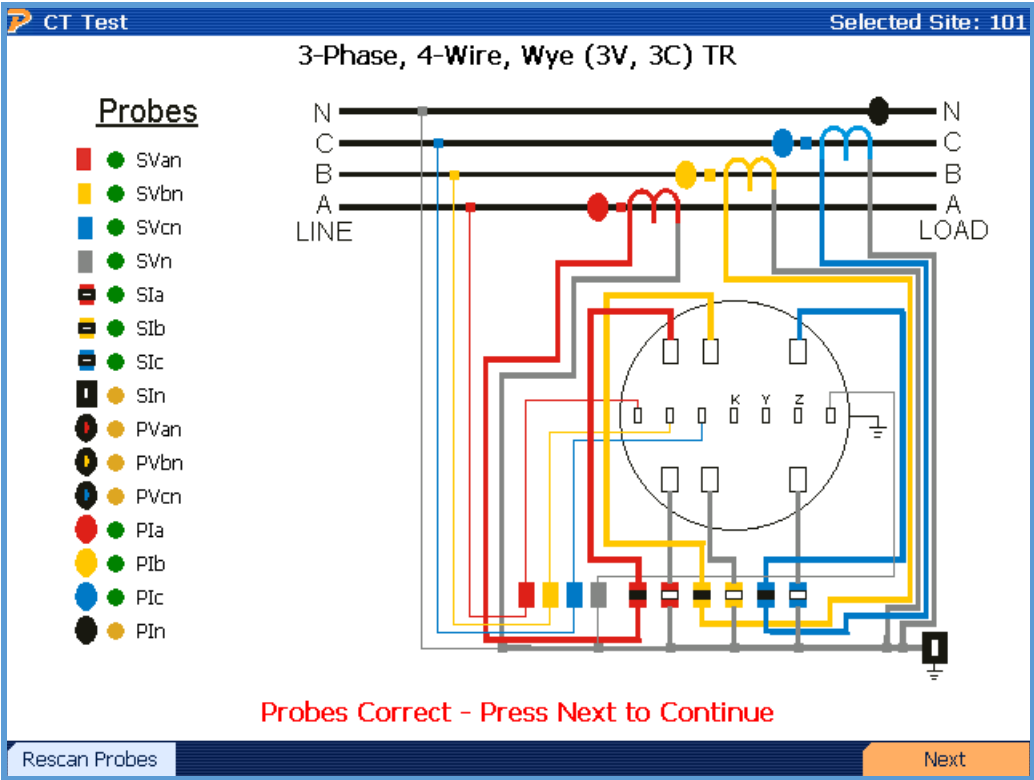 CT Test
Selected Site: 101
3-Phase, 4-Wire, Wye (3V, 3C) TR
Probes
SVan
SVbn
SVcn
SVn
SIa
SIb
SIc
SIn
PVan
PVbn
PVcn
PIa
PIb
PIc
PIn
N
C
B
A
LINE
N
C
B
A
LOAD
K Y Z
Probes Correct - Press Next to Continue
Rescan Probes
Next